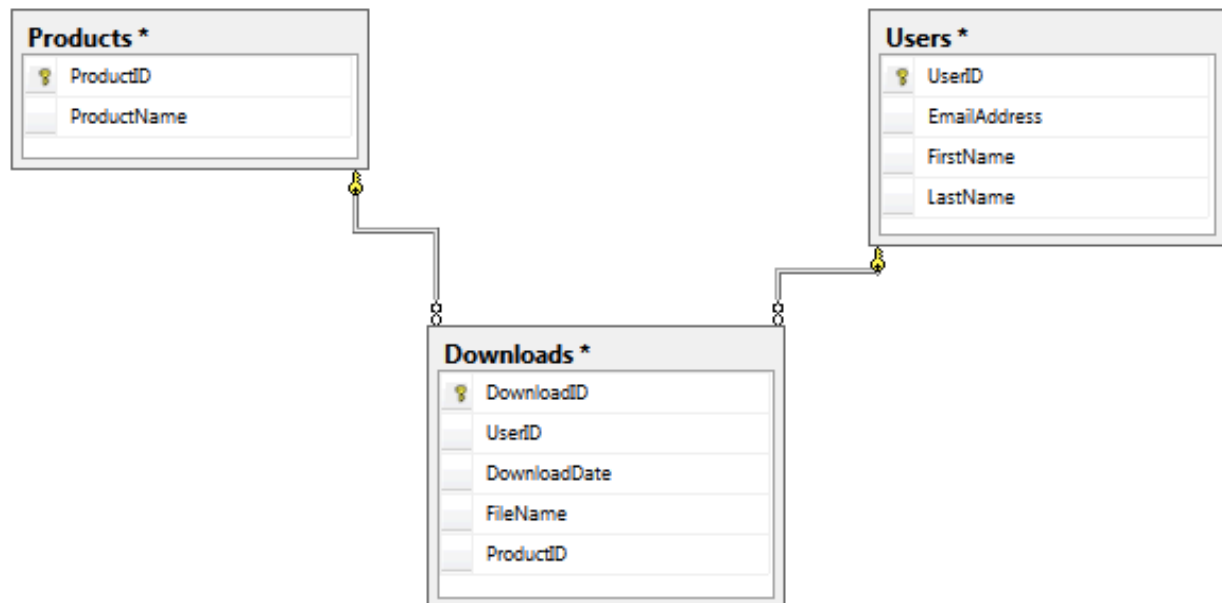 Products *
ProductID
ProductName
Users *
UserID
EmailAddress
FirstName
LastName
Downloads *
DownloadID
UserID
DownloadDate
FileName
ProductID